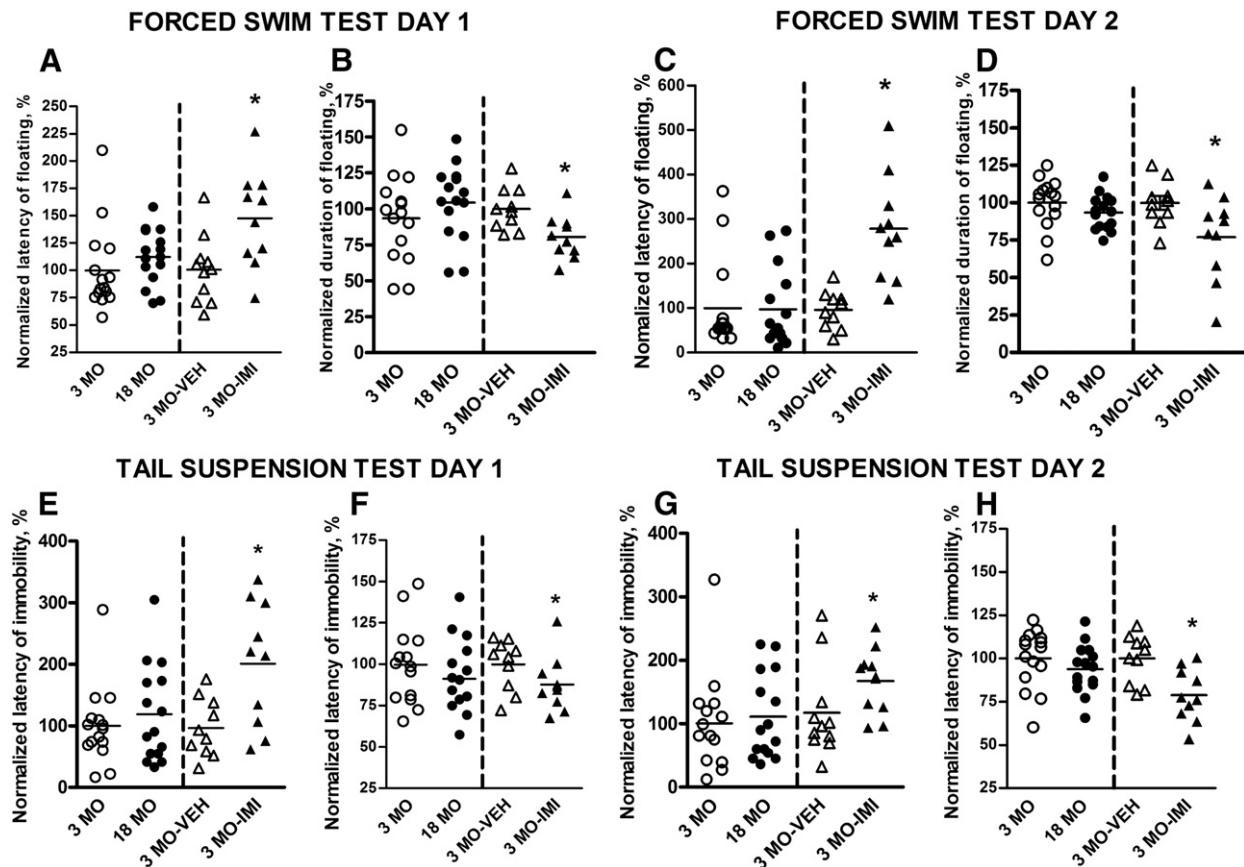 FORCED SWIM TEST DAY 1
FORCED SWIM TEST DAY 2
A
Normalized latency of floating, %
250
225
200
175
150
125
100
75
50
25
*
3 MO
18 MO
3 MO-VEH
3 MO-IMI
B
Normalized duration of floating, %
175
150
125
100
75
50
25
0
*
3 MO
18 MO
3 MO-VEH
3 MO-IMI
C
Nomalized latency of floating, %
600
500
400
300
200
100
0
*
3 MO
18 MO
3 MO-VEH
3 MO-IMI
D
Normalized duration of floating, %
175
150
125
100
75
50
25
0
*
3 MO
18 MO
3 MO-VEH
3 MO-IMI
TAIL SUSPENSION TEST DAY 1
TAIL SUSPENSION TEST DAY 2
E
Normalized latency of immobility, %
400
300
200
100
0
*
3 MO
18 MO
3 MO-VEH
3 MO-IMI
F
Normalized latency of immobility, %
175
150
125
100
75
50
25
*
3 MO
18 MO
3 MO-VEH
3 MO-IMI
G
Normalized latency of immobility, %
400
300
200
100
0
*
3 MO
18 MO
3 MO-VEH
3 MO-IMI
H
Normalized latency of immobility, %
175
150
125
100
75
50
25
*
3 MO
18 MO
3 MO-VEH
3 MO-IMI